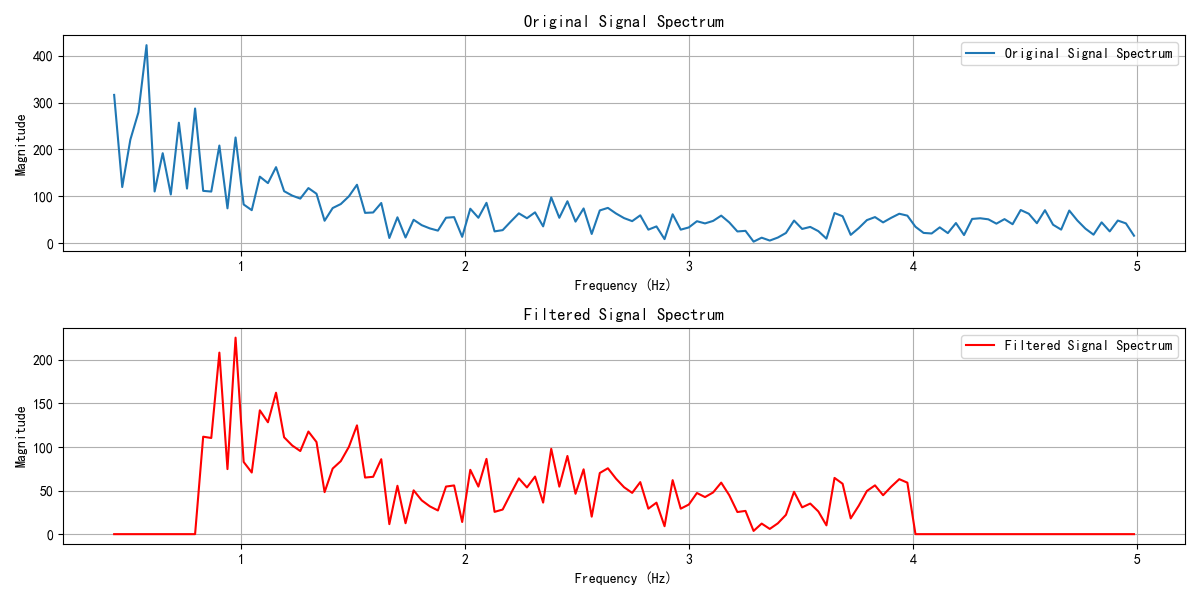 Original Signal Spectrum
Original Signal Spectrum
400
300
200
100
0
Magnitude
1 2 3 4 5
Frequency (Hz)
Filtered Signal Spectrum
Filtered Signal Spectrum
200
150
100
50
0
Magnitude
1 2 3 4 5
Frequency (Hz)